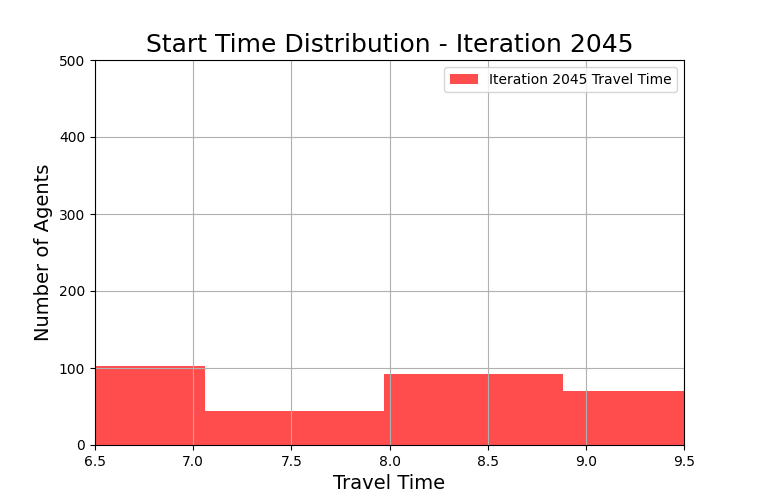 Start Time Distribution - Iteration 2045
Iteration 2045 Travel Time
Number of Agents
500
400
300
200
100
0
6.5 7.0 7.5 8.0 8.5 9.0 9.5
Travel Time